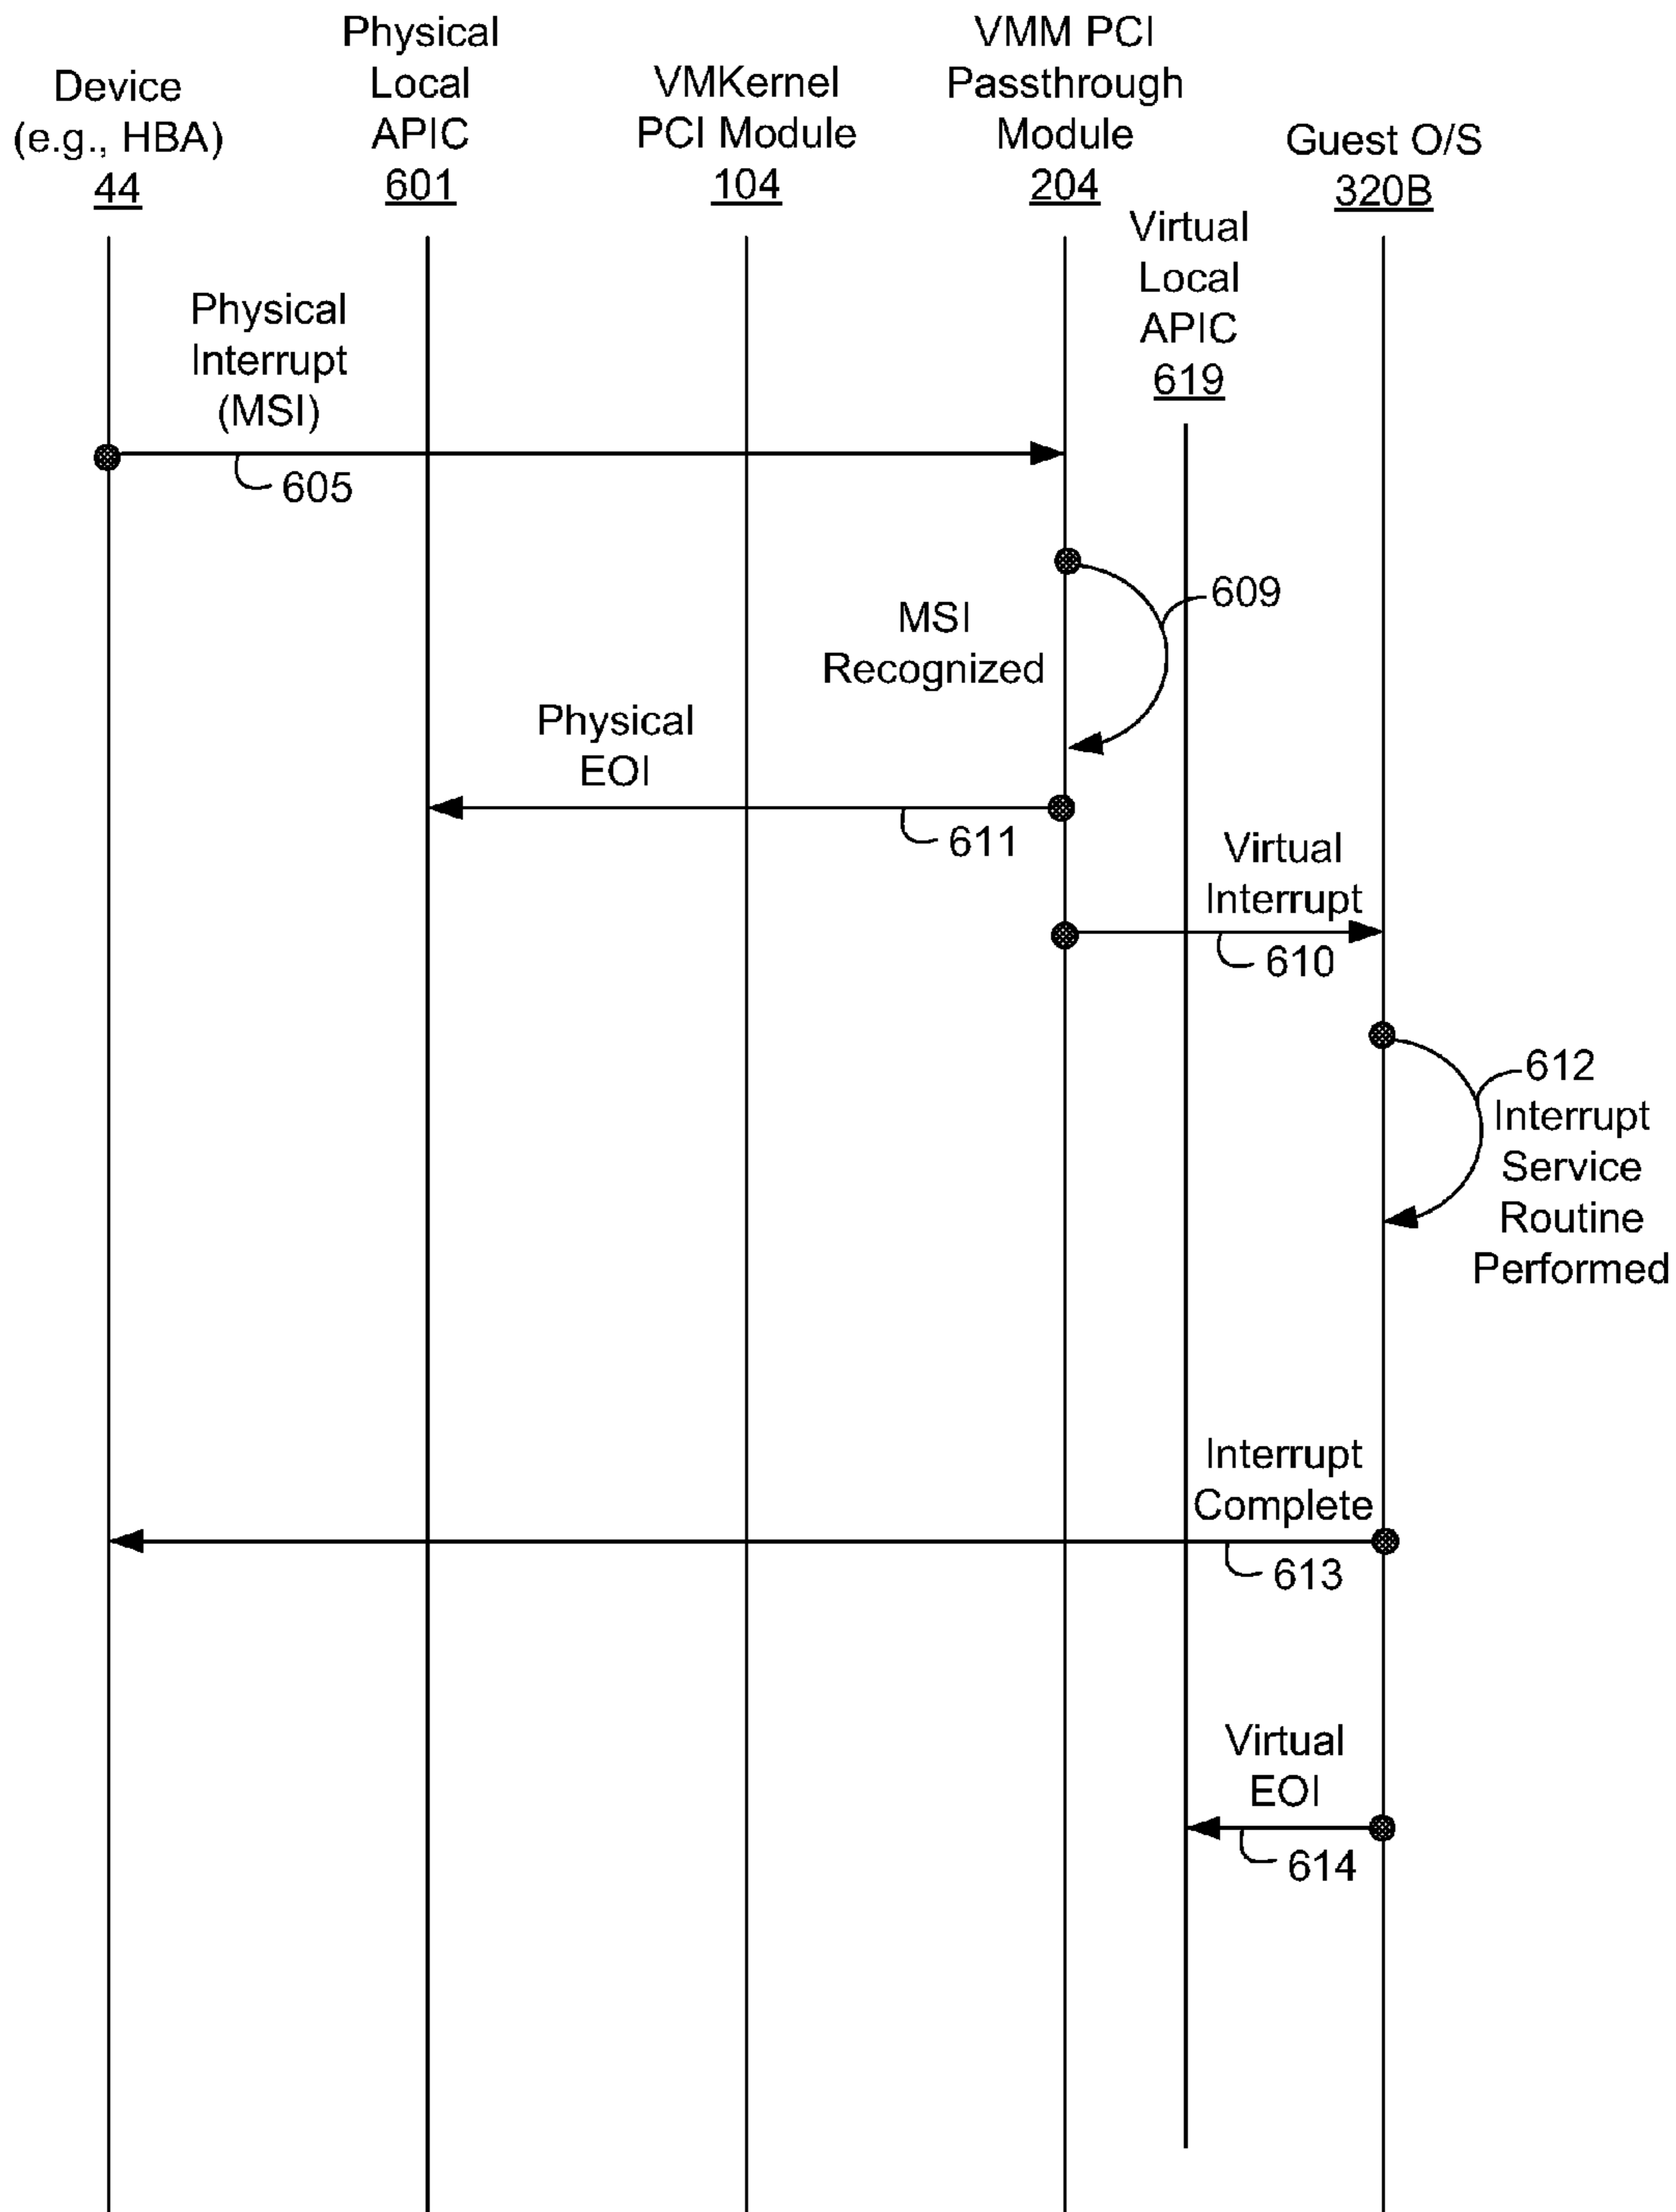 Device
(e.g., HBA)
44
Physical
Local
APIC
601
VMKernel
PCI Module
104
VMM PCI
Passthrough
Module
204
Guest O/S
320B
Virtual
Local
APIC
619
Physical
Interrupt
(MSI)
605
609
MSI
Recognized
Physical
EOI
611
Virtual
Interrupt
610
612
Interrupt
Service
Routine
Performed
Interrupt
Complete
613
Virtual
EOI
614